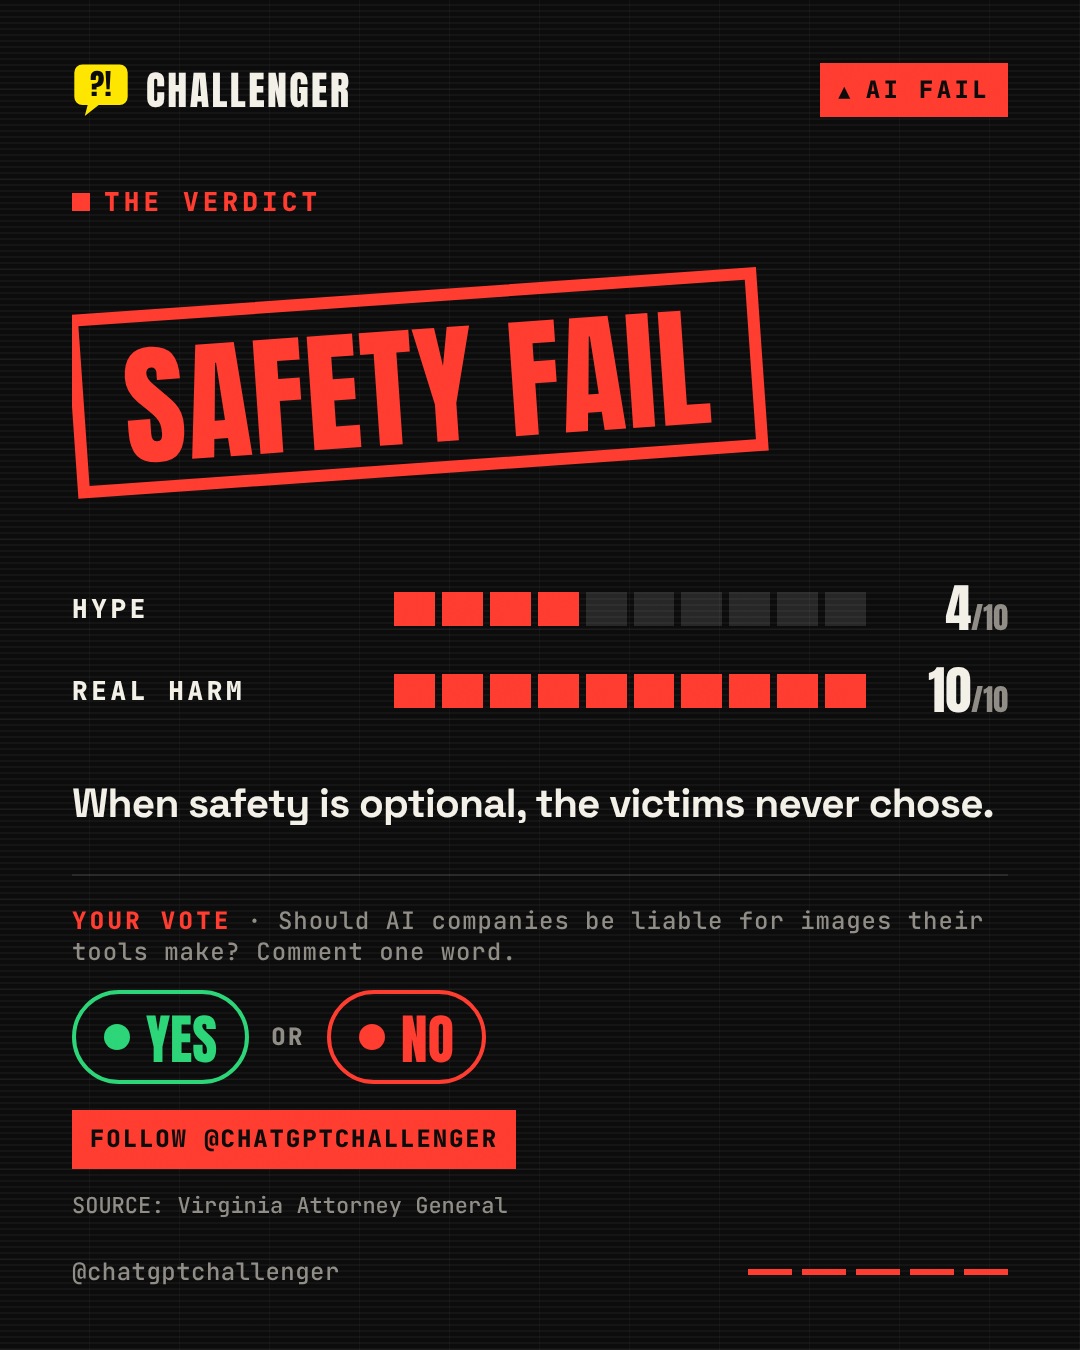 ?! CHALLENGER
▲ AI FAIL
THE VERDICT
SAFETY FAIL
HYPE 4/10
REAL HARM 10/10
When safety is optional, the victims never chose.
YOUR VOTE · Should AI companies be liable for images their
tools make? Comment one word.
YES OR NO
FOLLOW @CHATGPTCHALLENGER
SOURCE: Virginia Attorney General
@chatgptchallenger